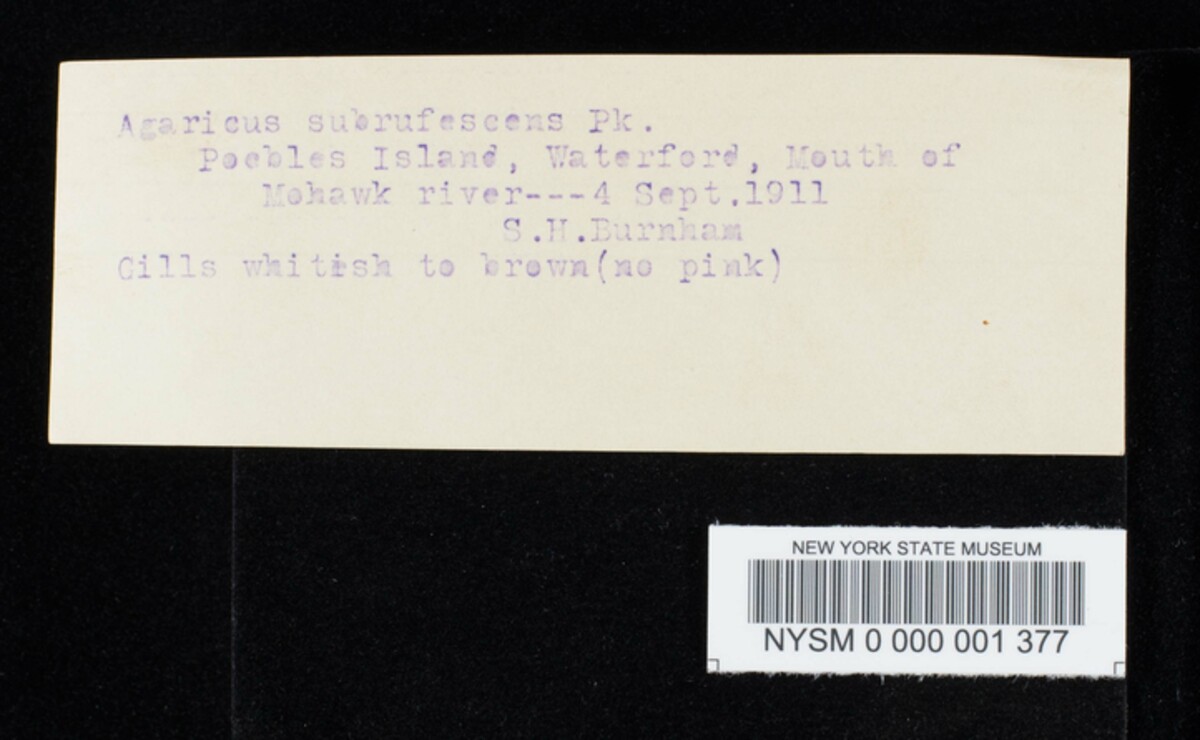 Agaricus subrufescens Pk.
Peebles Island, Waterford, Mouth of
Mohawk river---4 Sept.1911
S.H.Burnham
Gills whitish to brown(no pink)
NEW YORK STATE MUSEUM
NYSM 0 000 001 377